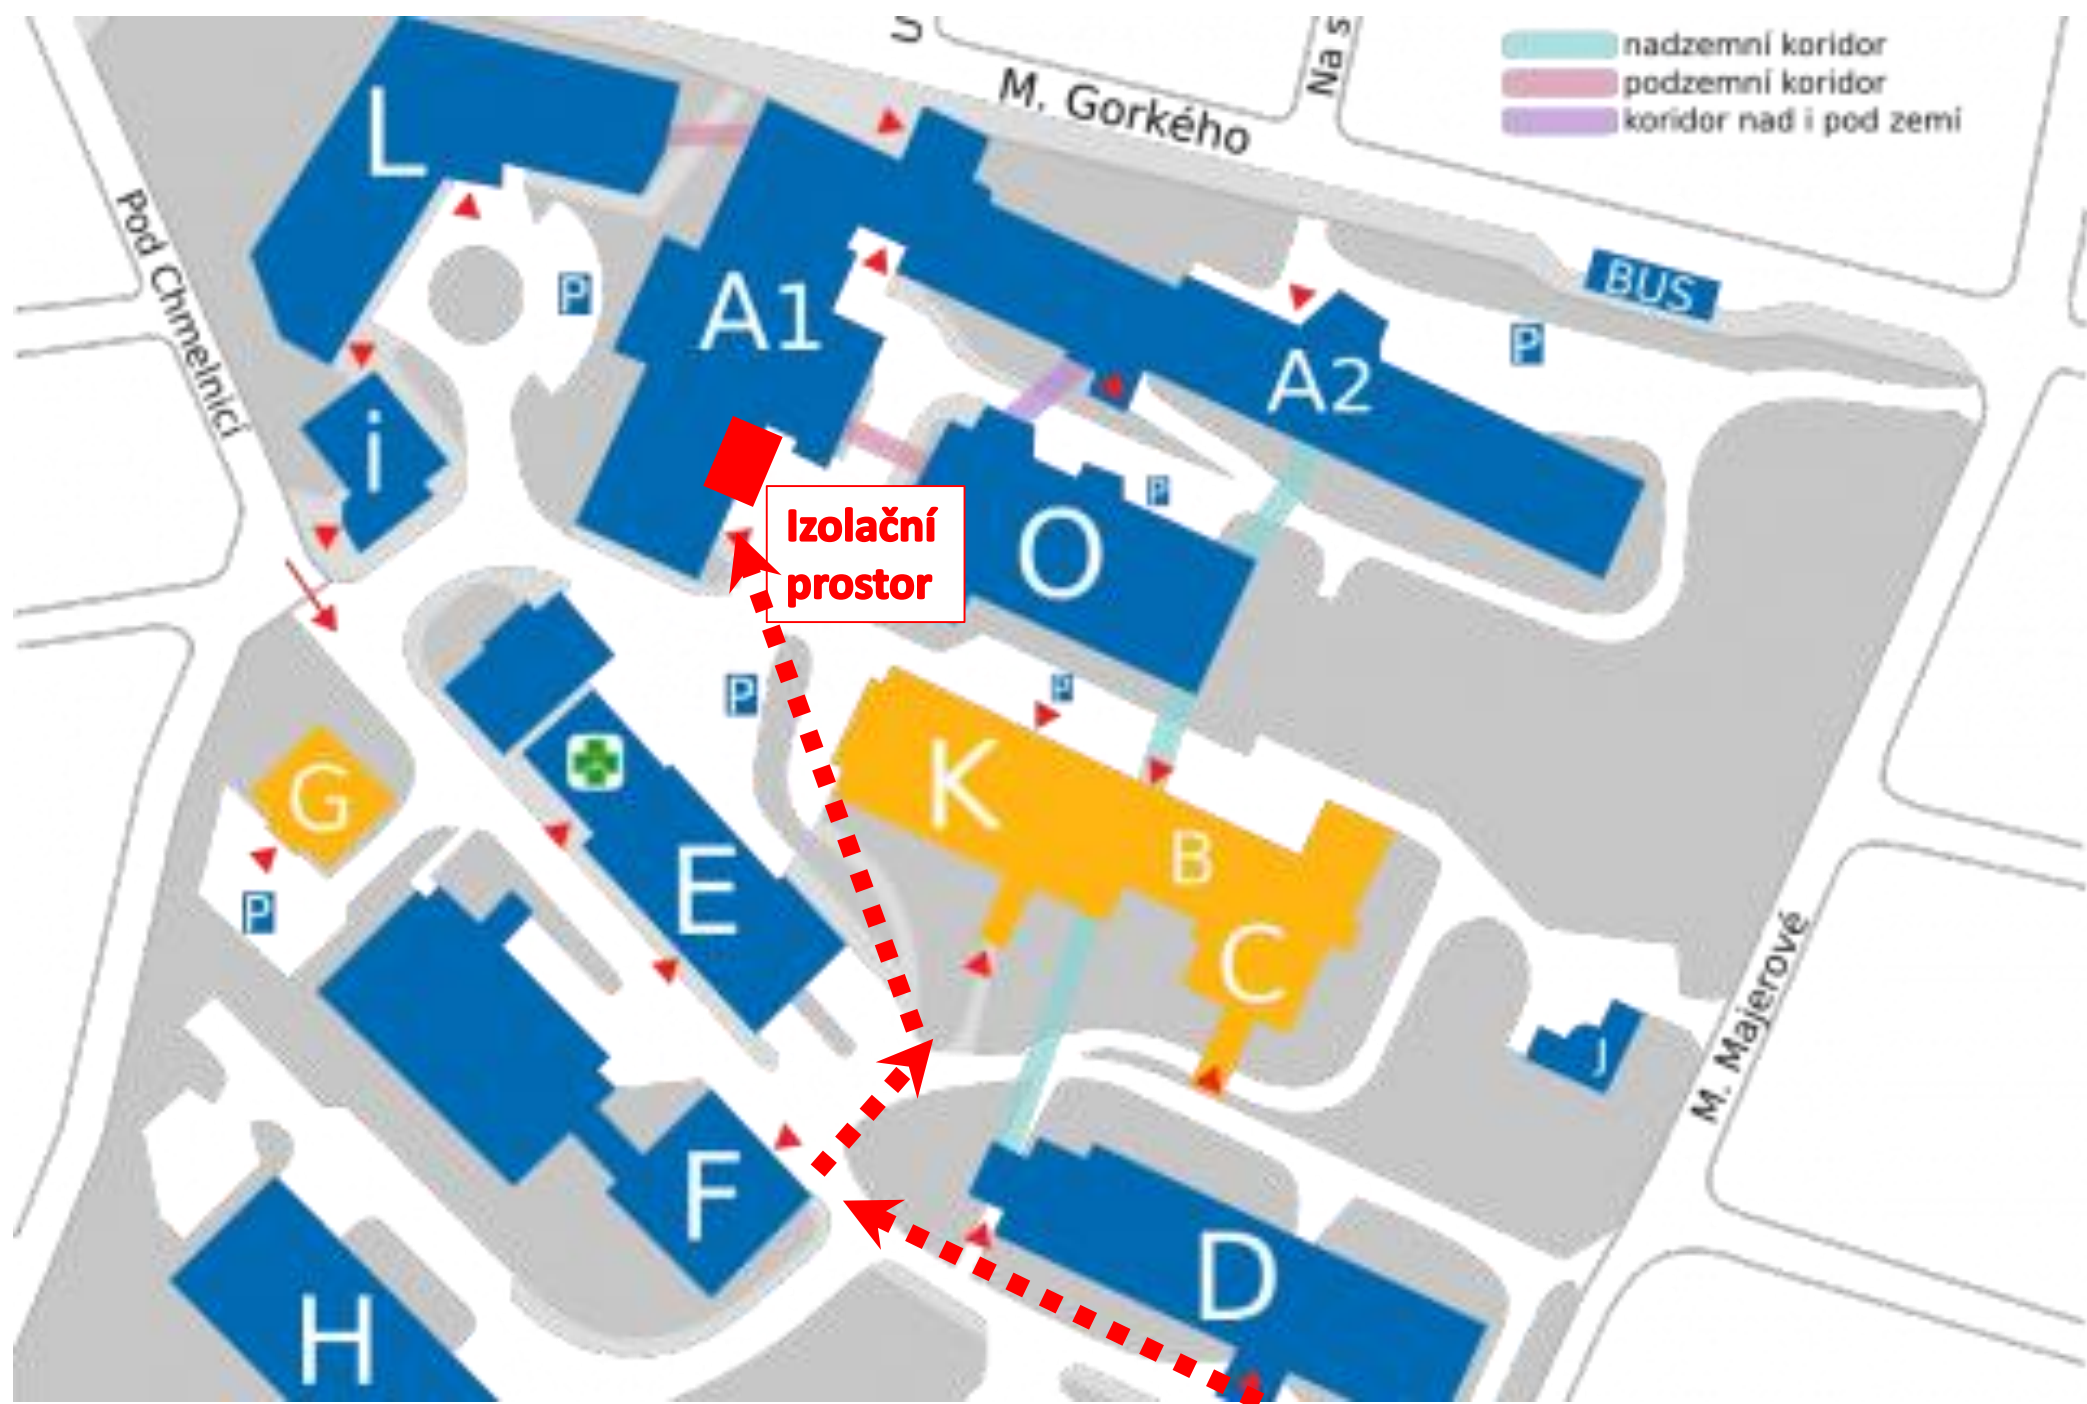 S
M. Gorkého
Na s
nadzemní koridor
podzemní koridor
koridor nad i pod zemí
Pod Chmelnicí
L
P
A1
BUS
P
A2
i
P
Izolační
prostor
O
P
P
K
G
B
E
P
C
M. Majerové
J
F
D
H